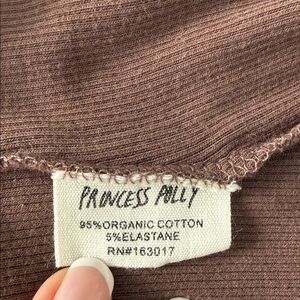 PRINCESS POLLY
95%ORGANIC COTTON
5%ELASTANE
RN#163017